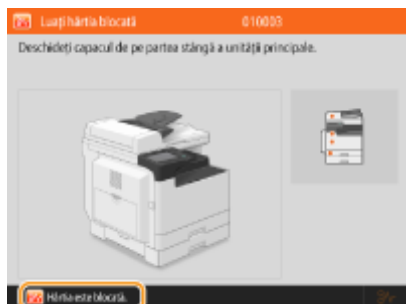 Luați hârtia blocată 010003
Deschideți capacul de pe partea stângă a unității principale.
Hârtia este blocată.